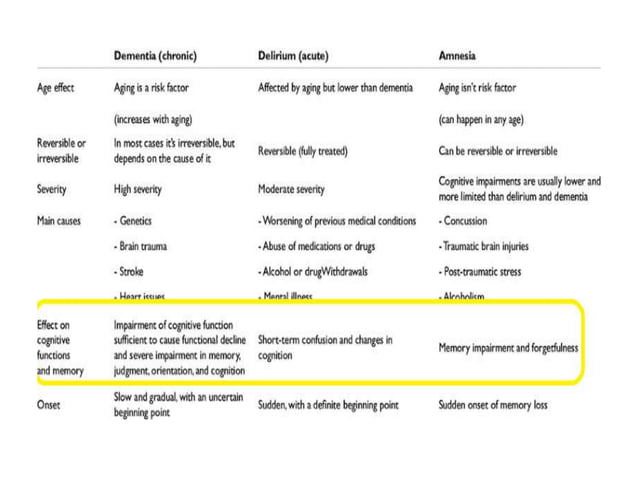 Dementia (chronic) Delirium (acute) Amnesia
Age effect Aging is a risk factor Affected by aging but lower than dementia Aging isn't risk factor
(increases with aging) (can happen in any age)
Reversible or In most cases it's irreversible, but
irreversible depends on the cause of it Reversible (fully treated) Can be reversible or irreversible
Severity High severity Moderate severity Cognitive impairments are usually lower and
more limited than delirium and dementia
Main causes - Genetics - Worsening of previous medical conditions - Concussion
- Brain trauma - Abuse of medications or drugs - Traumatic brain injuries
- Stroke - Alcohol or drugWithdrawals - Post-traumatic stress
- Heart issues - Mental illness - Alcoholism
Effect on Impairment of cognitive function
cognitive sufficient to cause functional decline Short-term confusion and changes in
functions and severe impairment in memory, cognition Memory impairment and forgetfulness
and memory judgment, orientation, and cognition
Onset Slow and gradual, with an uncertain
beginning point Sudden, with a definite beginning point Sudden onset of memory loss